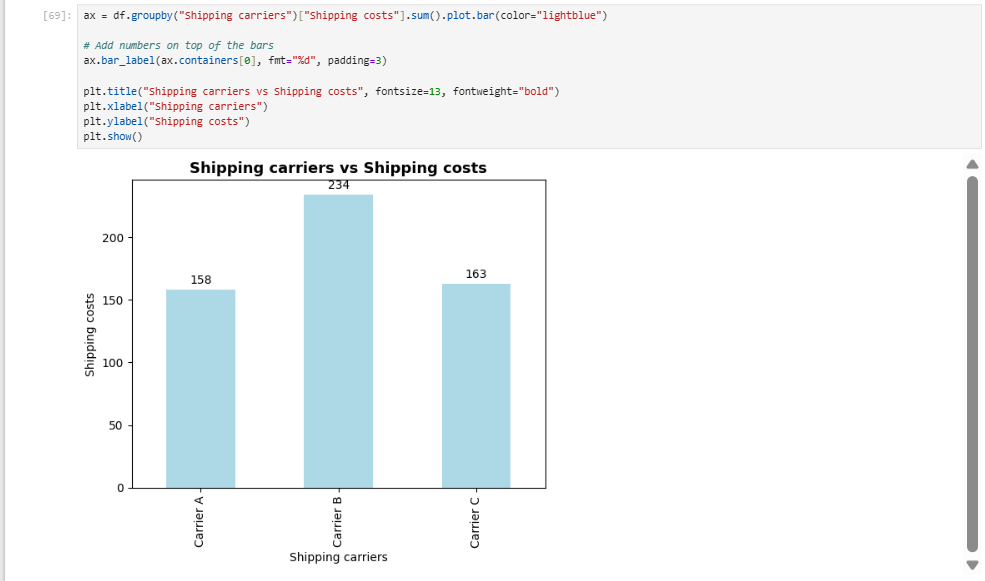 [69]: ax = df.groupby("Shipping carriers")["Shipping costs"].sum().plot.bar(color="lightblue")
# Add numbers on top of the bars
ax.bar_label(ax.containers[0], fmt="%d", padding=3)
plt.title("Shipping carriers vs Shipping costs", fontsize=13, fontweight="bold")
plt.xlabel("Shipping carriers")
plt.ylabel("Shipping costs")
plt.show()
Shipping carriers vs Shipping costs
234
200
158
163
150
Shipping costs
100
50
0
Carrier A
Carrier B
Carrier C
Shipping carriers